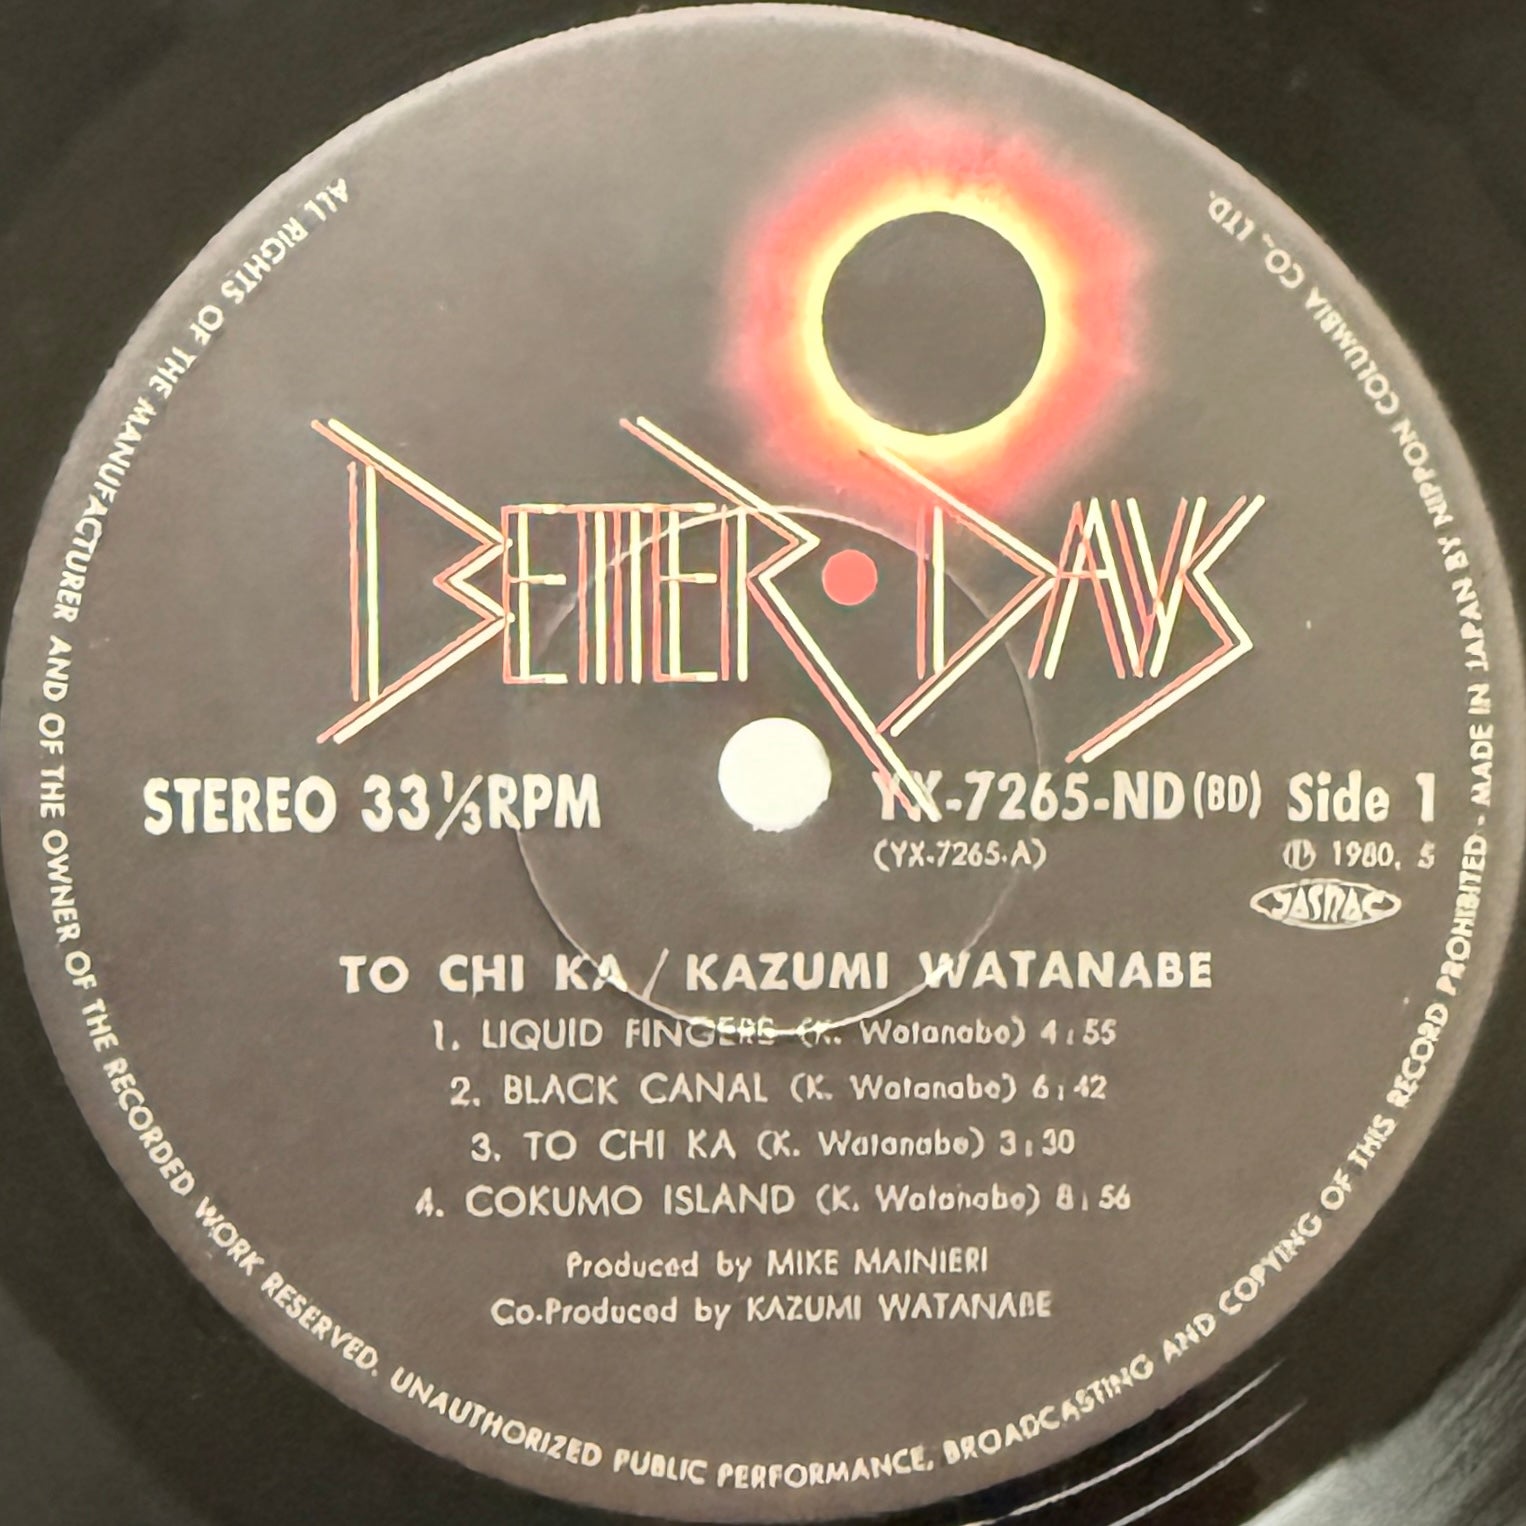 BETTER DAYS
STEREO 33⅓RPM
YX-7265-ND(BD) Side 1
(YX-7265-A)
Ⓟ 1980. 5
JASRAC
TO CHI KA / KAZUMI WATANABE
1. LIQUID FINGERS (K. Watanabe) 4:55
2. BLACK CANAL (K. Watanabe) 6:42
3. TO CHI KA (K. Watanabe) 3:30
4. COKUMO ISLAND (K. Watanabe) 8:56
Produced by MIKE MAINIERI
Co-Produced by KAZUMI WATANABE
ALL RIGHTS OF THE MANUFACTURER AND OF THE OWNER OF THE RECORDED WORK RESERVED. UNAUTHORIZED PUBLIC PERFORMANCE, BROADCASTING AND COPYING OF THIS RECORD PROHIBITED - MADE IN JAPAN BY NIPPON COLUMBIA CO., LTD.